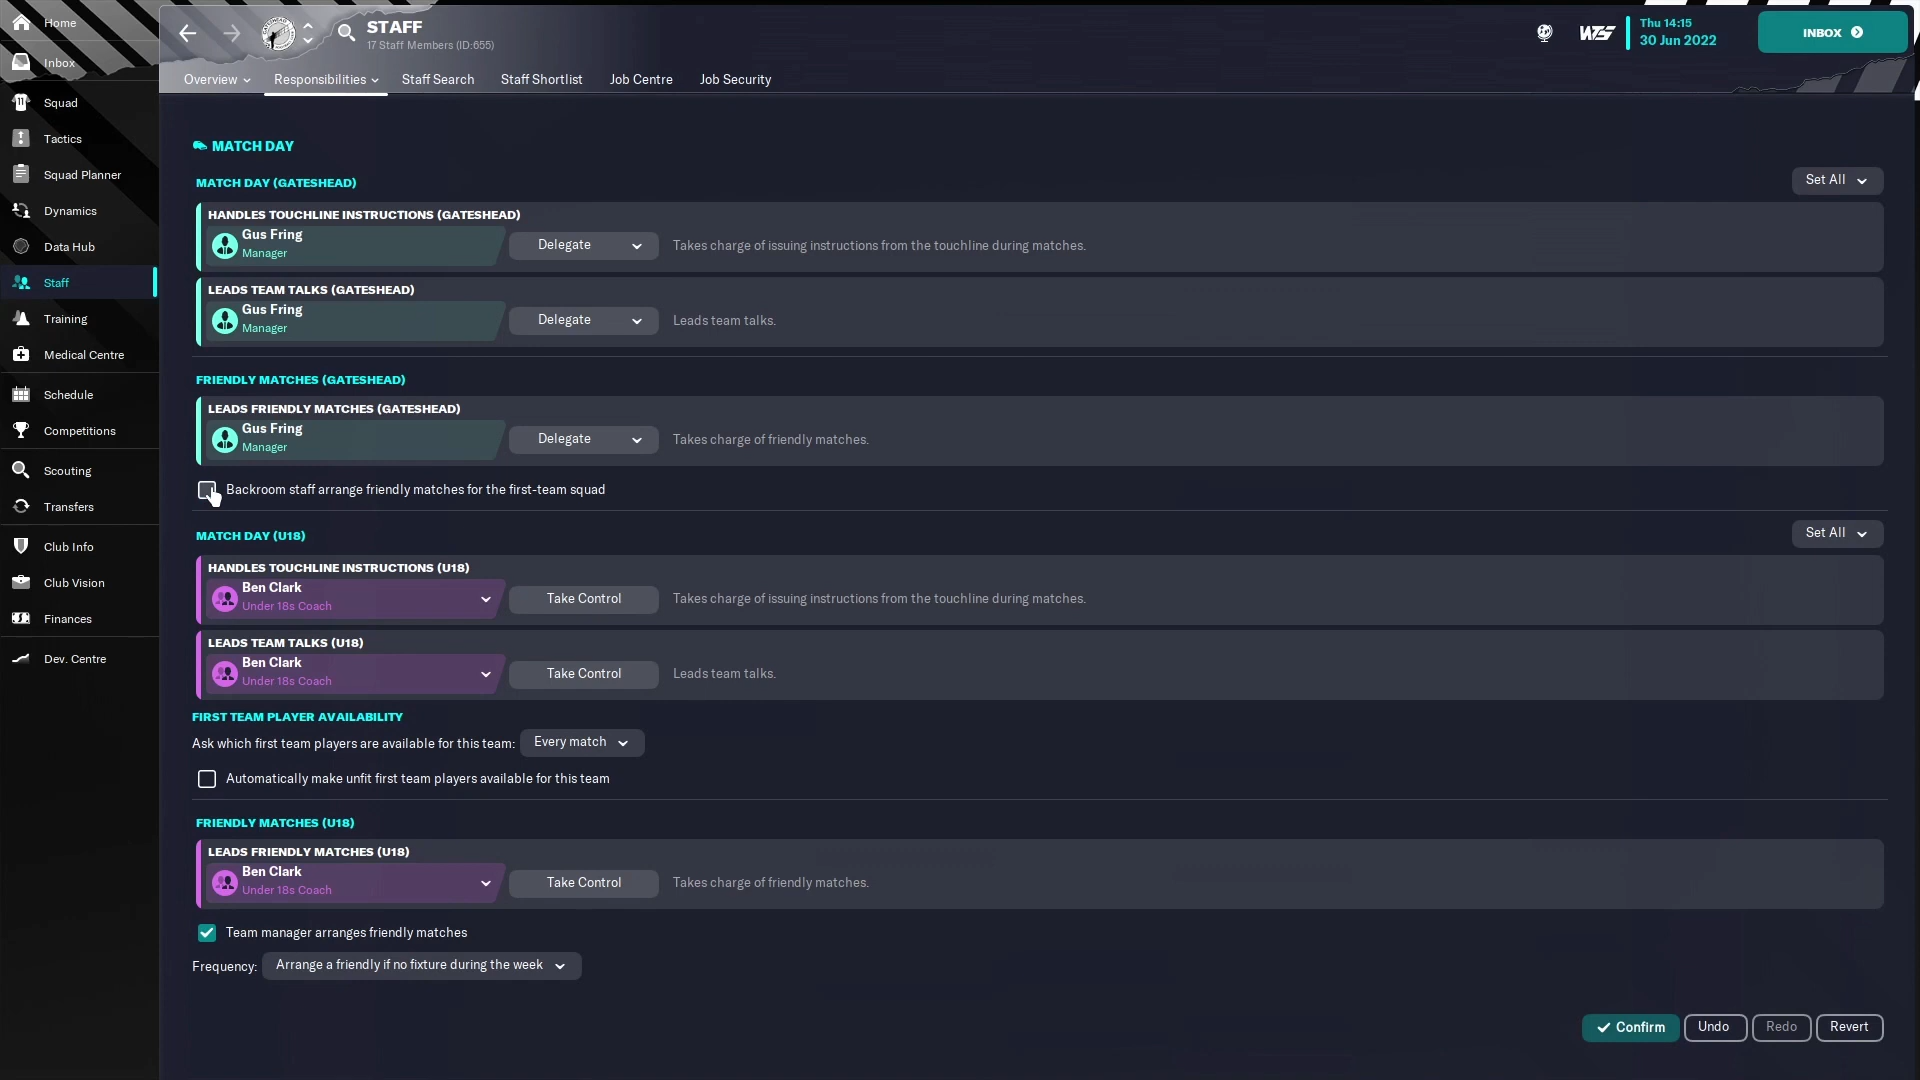 Home
Inbox
Squad
Tactics
Squad Planner
Dynamics
Data Hub
Staff
Training
Medical Centre
Schedule
Competitions
Scouting
Transfers
Club Info
Club Vision
Finances
Dev. Centre
STAFF
17 Staff Members (ID:655)
Thu 14:15
30 Jun 2022
INBOX
Overview
Responsibilities
Staff Search
Staff Shortlist
Job Centre
Job Security
MATCH DAY
MATCH DAY (GATESHEAD)
Set All
HANDLES TOUCHLINE INSTRUCTIONS (GATESHEAD)
Gus Fring
Manager
Delegate
Takes charge of issuing instructions from the touchline during matches.
LEADS TEAM TALKS (GATESHEAD)
Gus Fring
Manager
Delegate
Leads team talks.
FRIENDLY MATCHES (GATESHEAD)
LEADS FRIENDLY MATCHES (GATESHEAD)
Gus Fring
Manager
Delegate
Takes charge of friendly matches.
Backroom staff arrange friendly matches for the first-team squad
MATCH DAY (U18)
Set All
HANDLES TOUCHLINE INSTRUCTIONS (U18)
Ben Clark
Under 18s Coach
Take Control
Takes charge of issuing instructions from the touchline during matches.
LEADS TEAM TALKS (U18)
Ben Clark
Under 18s Coach
Take Control
Leads team talks.
FIRST TEAM PLAYER AVAILABILITY
Ask which first team players are available for this team: Every match
Automatically make unfit first team players available for this team
FRIENDLY MATCHES (U18)
LEADS FRIENDLY MATCHES (U18)
Ben Clark
Under 18s Coach
Take Control
Takes charge of friendly matches.
Team manager arranges friendly matches
Frequency: Arrange a friendly if no fixture during the week
Confirm
Undo
Redo
Revert